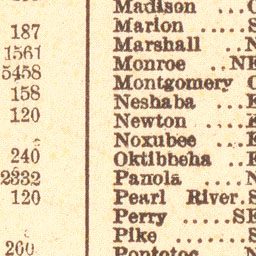 Madison ...C
187 Marion .....S
1561 Marshall ..N
5458 Monroe ..NE
158 Montgomery C
Neshaba ...E
120 Newton ....E
Noxubee ...E
240 Oktibbeha ..E
2332 Panola ....N
120 Pearl River.S
Perry .....SE
Pike .......S
260 Pontotoc N